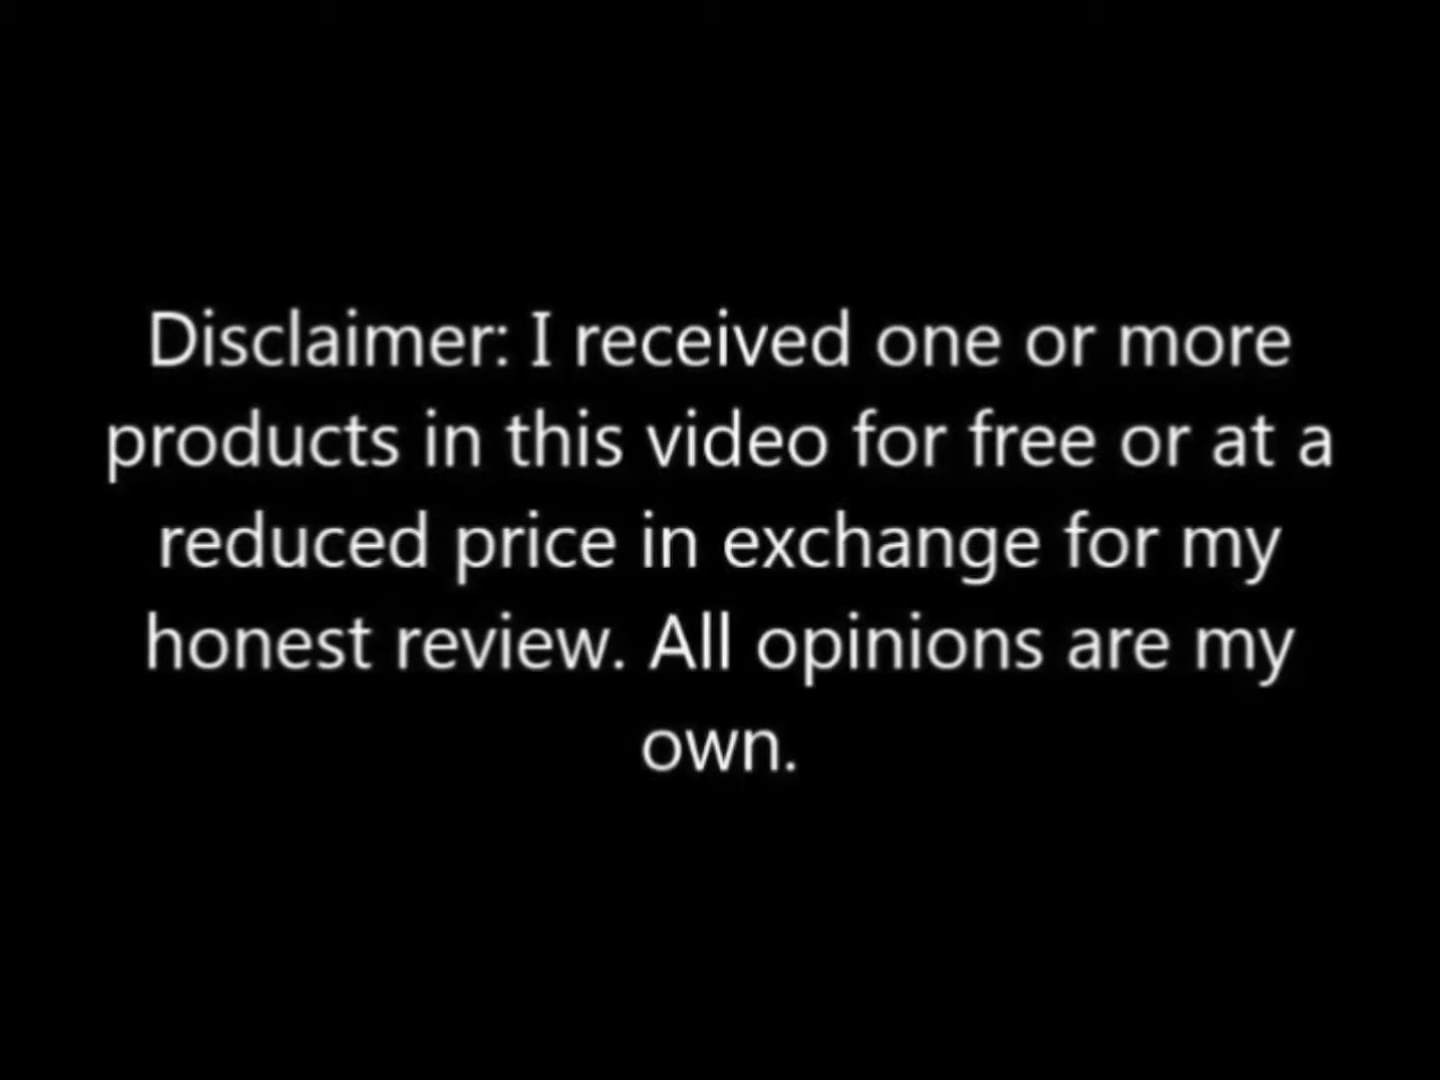 Disclaimer: I received one or more
products in this video for free or at a
reduced price in exchange for my
honest review. All opinions are my
own.